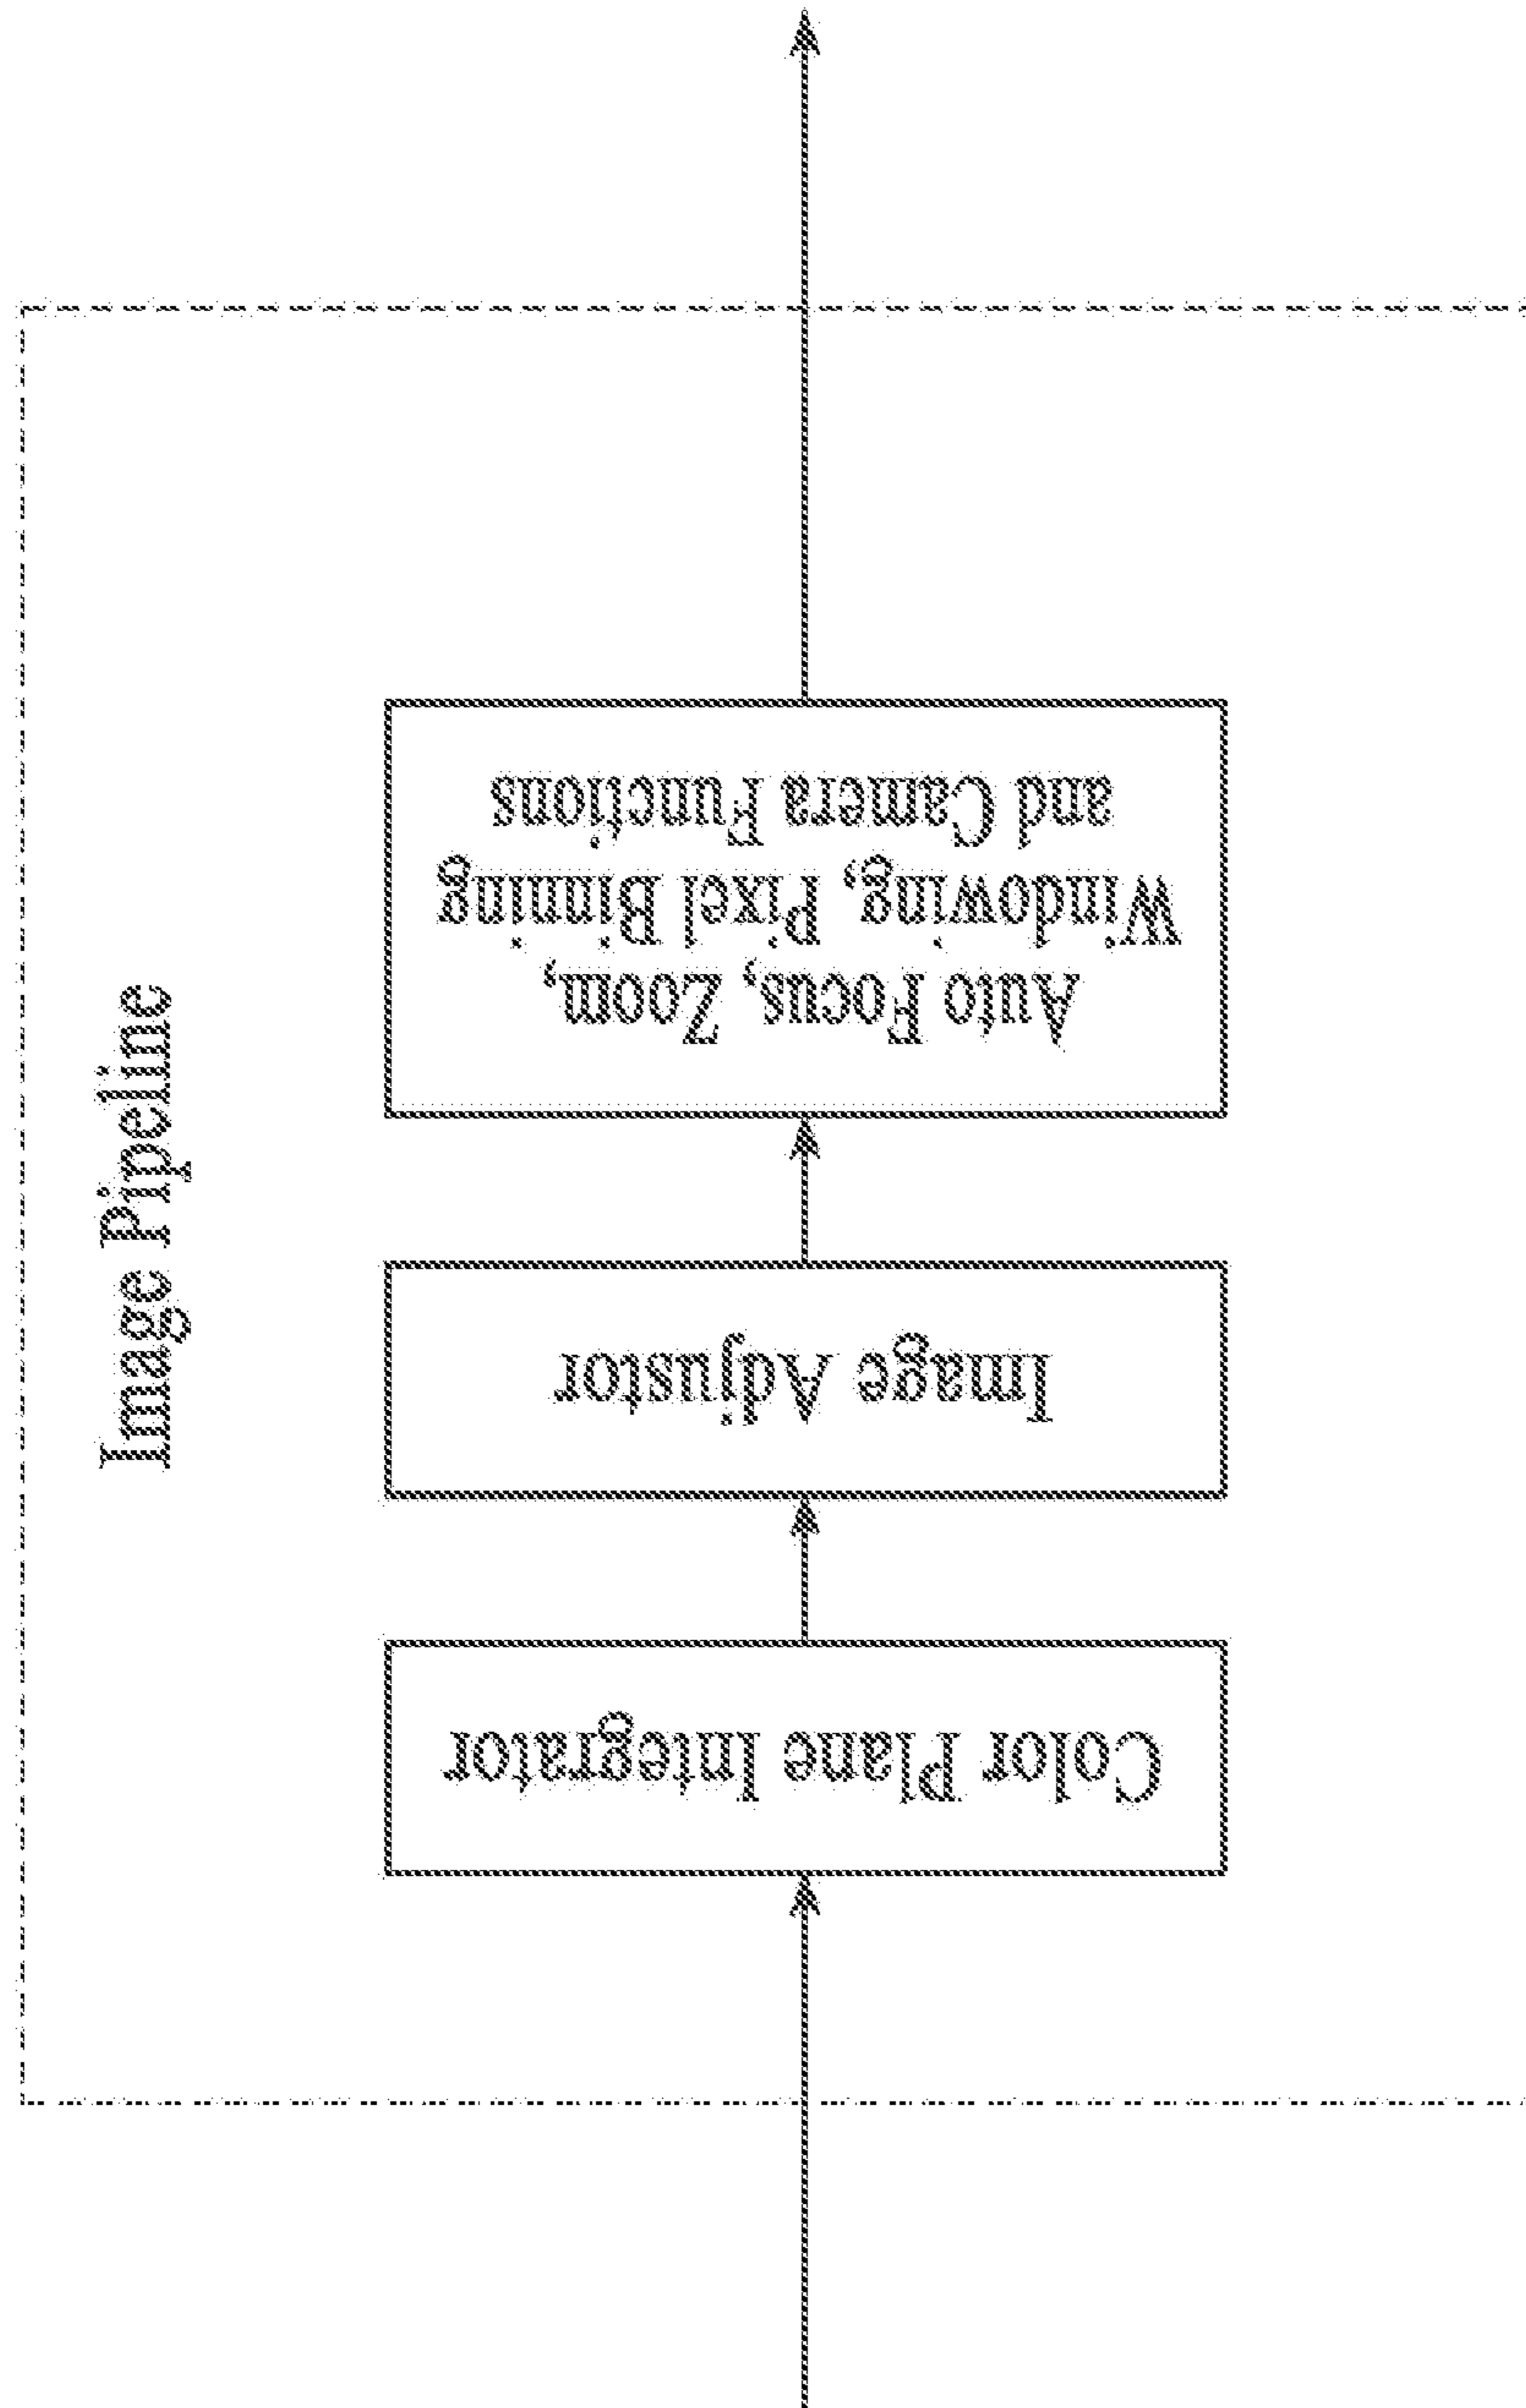 Image Pipeline
Color Plane Integrator
Image Adjustor
Auto Focus, Zoom,
Windowing, Pixel Binning
and Camera Functions